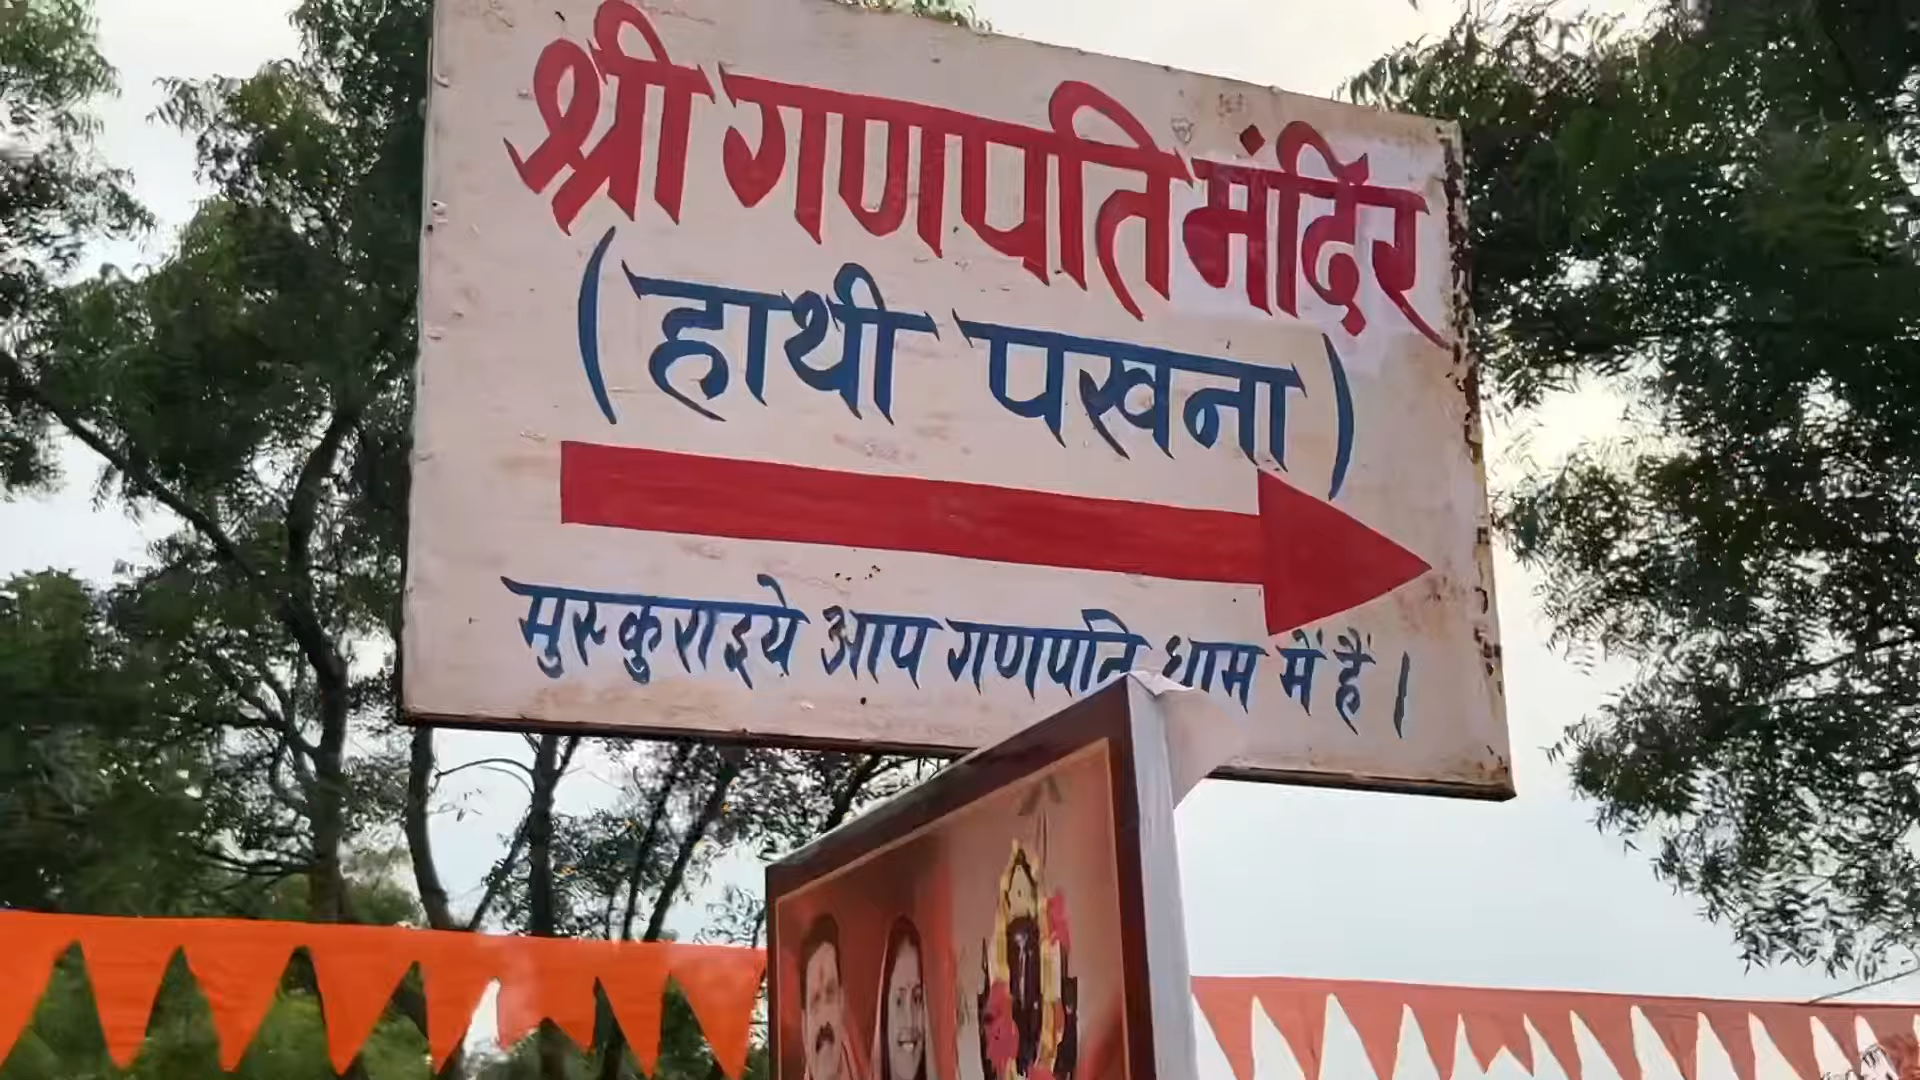 श्री गणपति मंदिर
(हाथी पखना)
मुस्कुराइये आप गणपति धाम में हैं।